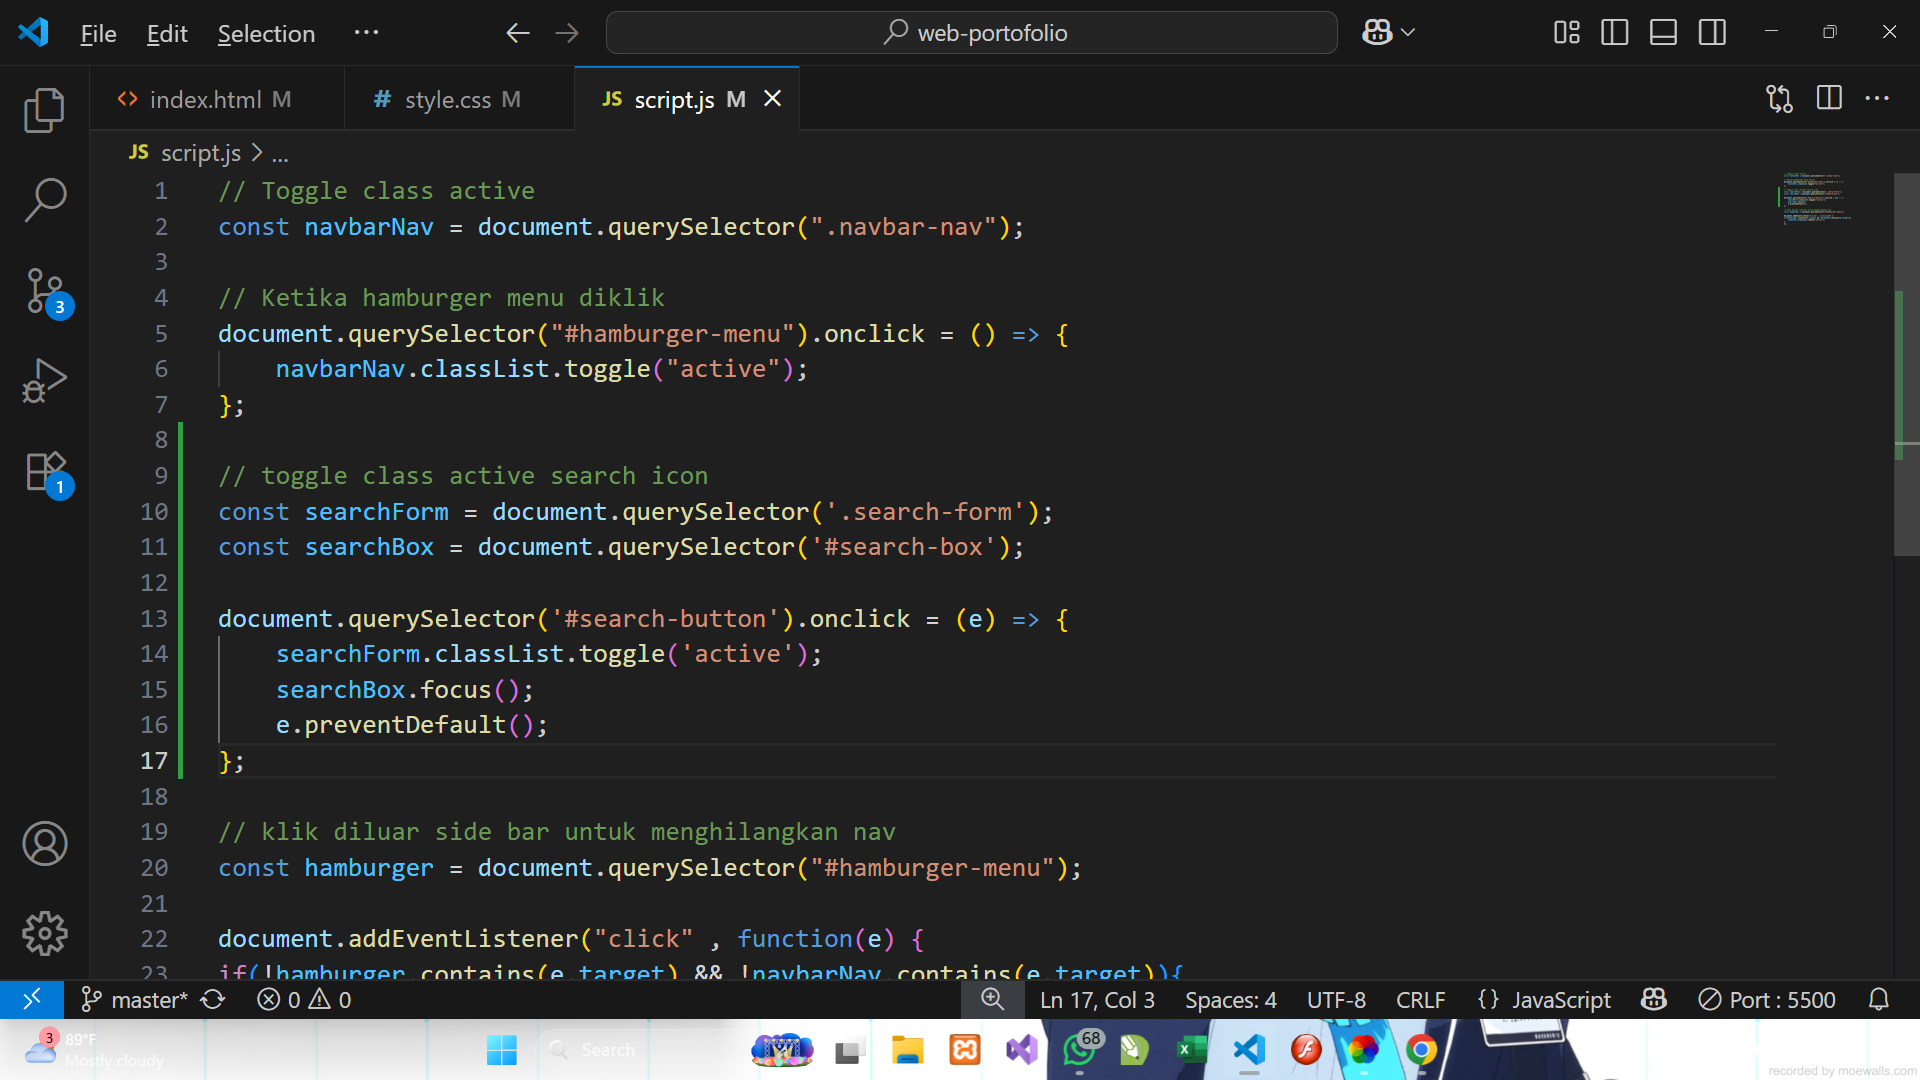 File Edit Selection ···
web-portofolio
index.html M
# style.css M
JS script.js M
JS script.js > ...
1 // Toggle class active
2 const navbarNav = document.querySelector(".navbar-nav");
3
4 // Ketika hamburger menu diklik
5 document.querySelector("#hamburger-menu").onclick = () => {
6 navbarNav.classList.toggle("active");
7 };
8
9 // toggle class active search icon
10 const searchForm = document.querySelector('.search-form');
11 const searchBox = document.querySelector('#search-box');
12
13 document.querySelector('#search-button').onclick = (e) => {
14 searchForm.classList.toggle('active');
15 searchBox.focus();
16 e.preventDefault();
17 };
18
19 // klik diluar side bar untuk menghilangkan nav
20 const hamburger = document.querySelector("#hamburger-menu");
21
22 document.addEventListener("click" , function(e) {
23 if(!hamburger.contains(e.target) && !navbarNav.contains(e.target)){
3
1
master* 0 0
Ln 17, Col 3 Spaces: 4 UTF-8 CRLF {} JavaScript Port : 5500
3 89°F
Mostly cloudy
Search
68
recorded by moewalls.com